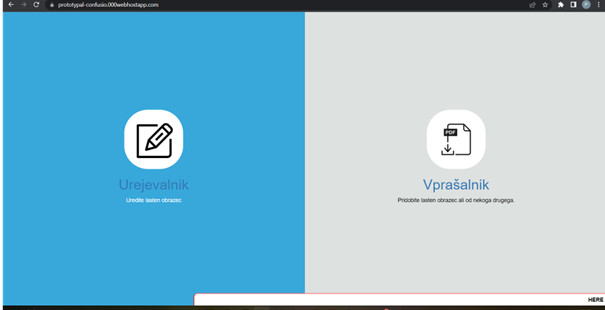 prototypal-confusio.000webhostapp.com
Urejevalnik
Uredite lasten obrazec
PDF
Vprašalnik
Pridobite lasten obrazec ali od nekoga drugega.
HERE